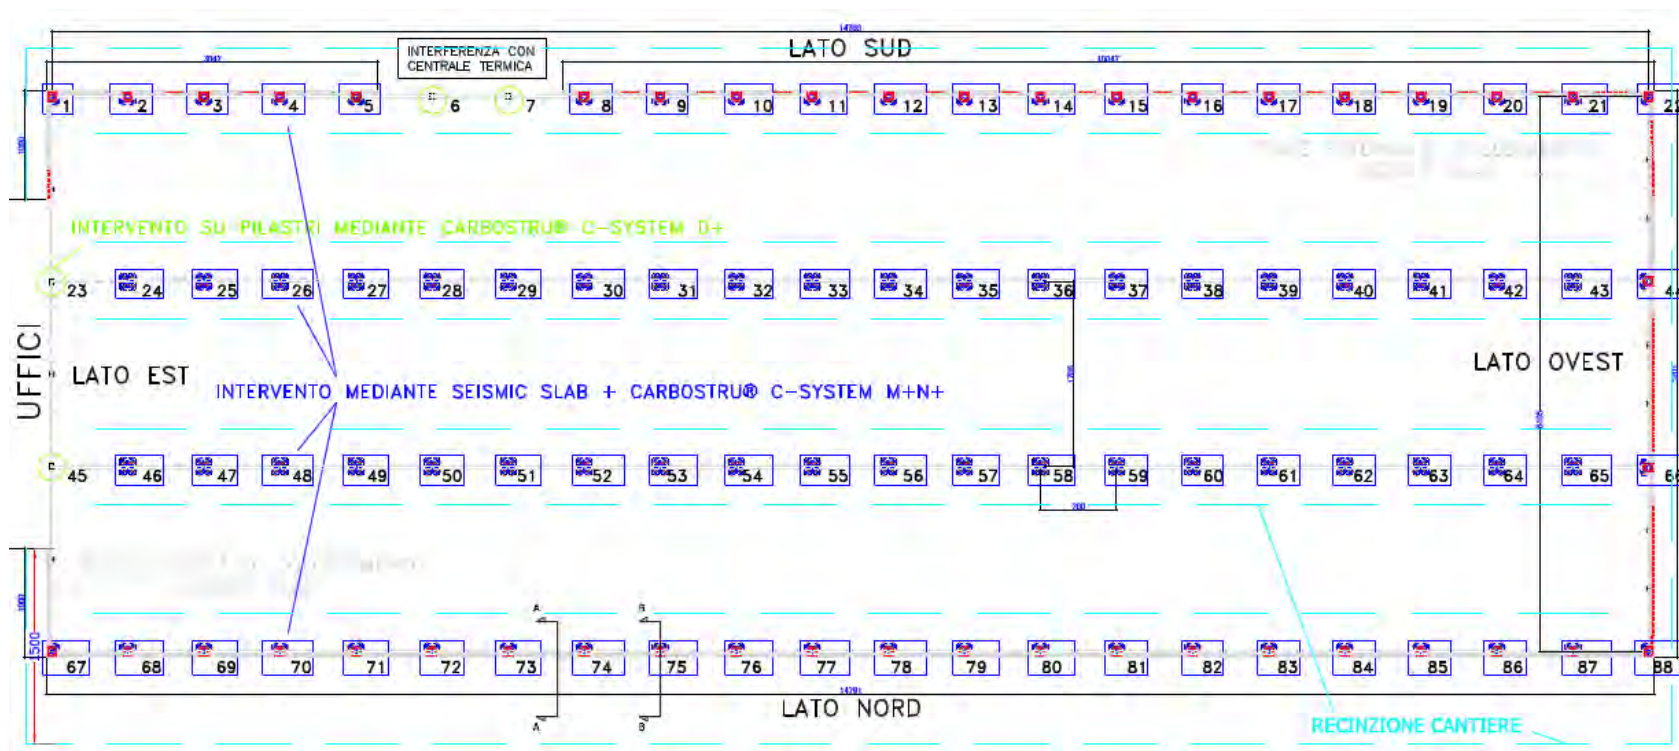 LATO SUD
INTERFERENZA CON
CENTRALE TERMICA
1 2 3 4 5 6 7 8 9 10 11 12 13 14 15 16 17 18 19 20 21 22
INTERVENTO SU PILASTRI MEDIANTE CARBOSTRU® C-SYSTEM D+
23 24 25 26 27 28 29 30 31 32 33 34 35 36 37 38 39 40 41 42 43 44
UFFICI
LATO EST
LATO OVEST
INTERVENTO MEDIANTE SEISMIC SLAB + CARBOSTRU® C-SYSTEM M+N+
45 46 47 48 49 50 51 52 53 54 55 56 57 58 59 60 61 62 63 64 65 66
A B
67 68 69 70 71 72 73 74 75 76 77 78 79 80 81 82 83 84 85 86 87 88
LATO NORD
A B
RECINZIONE CANTIERE